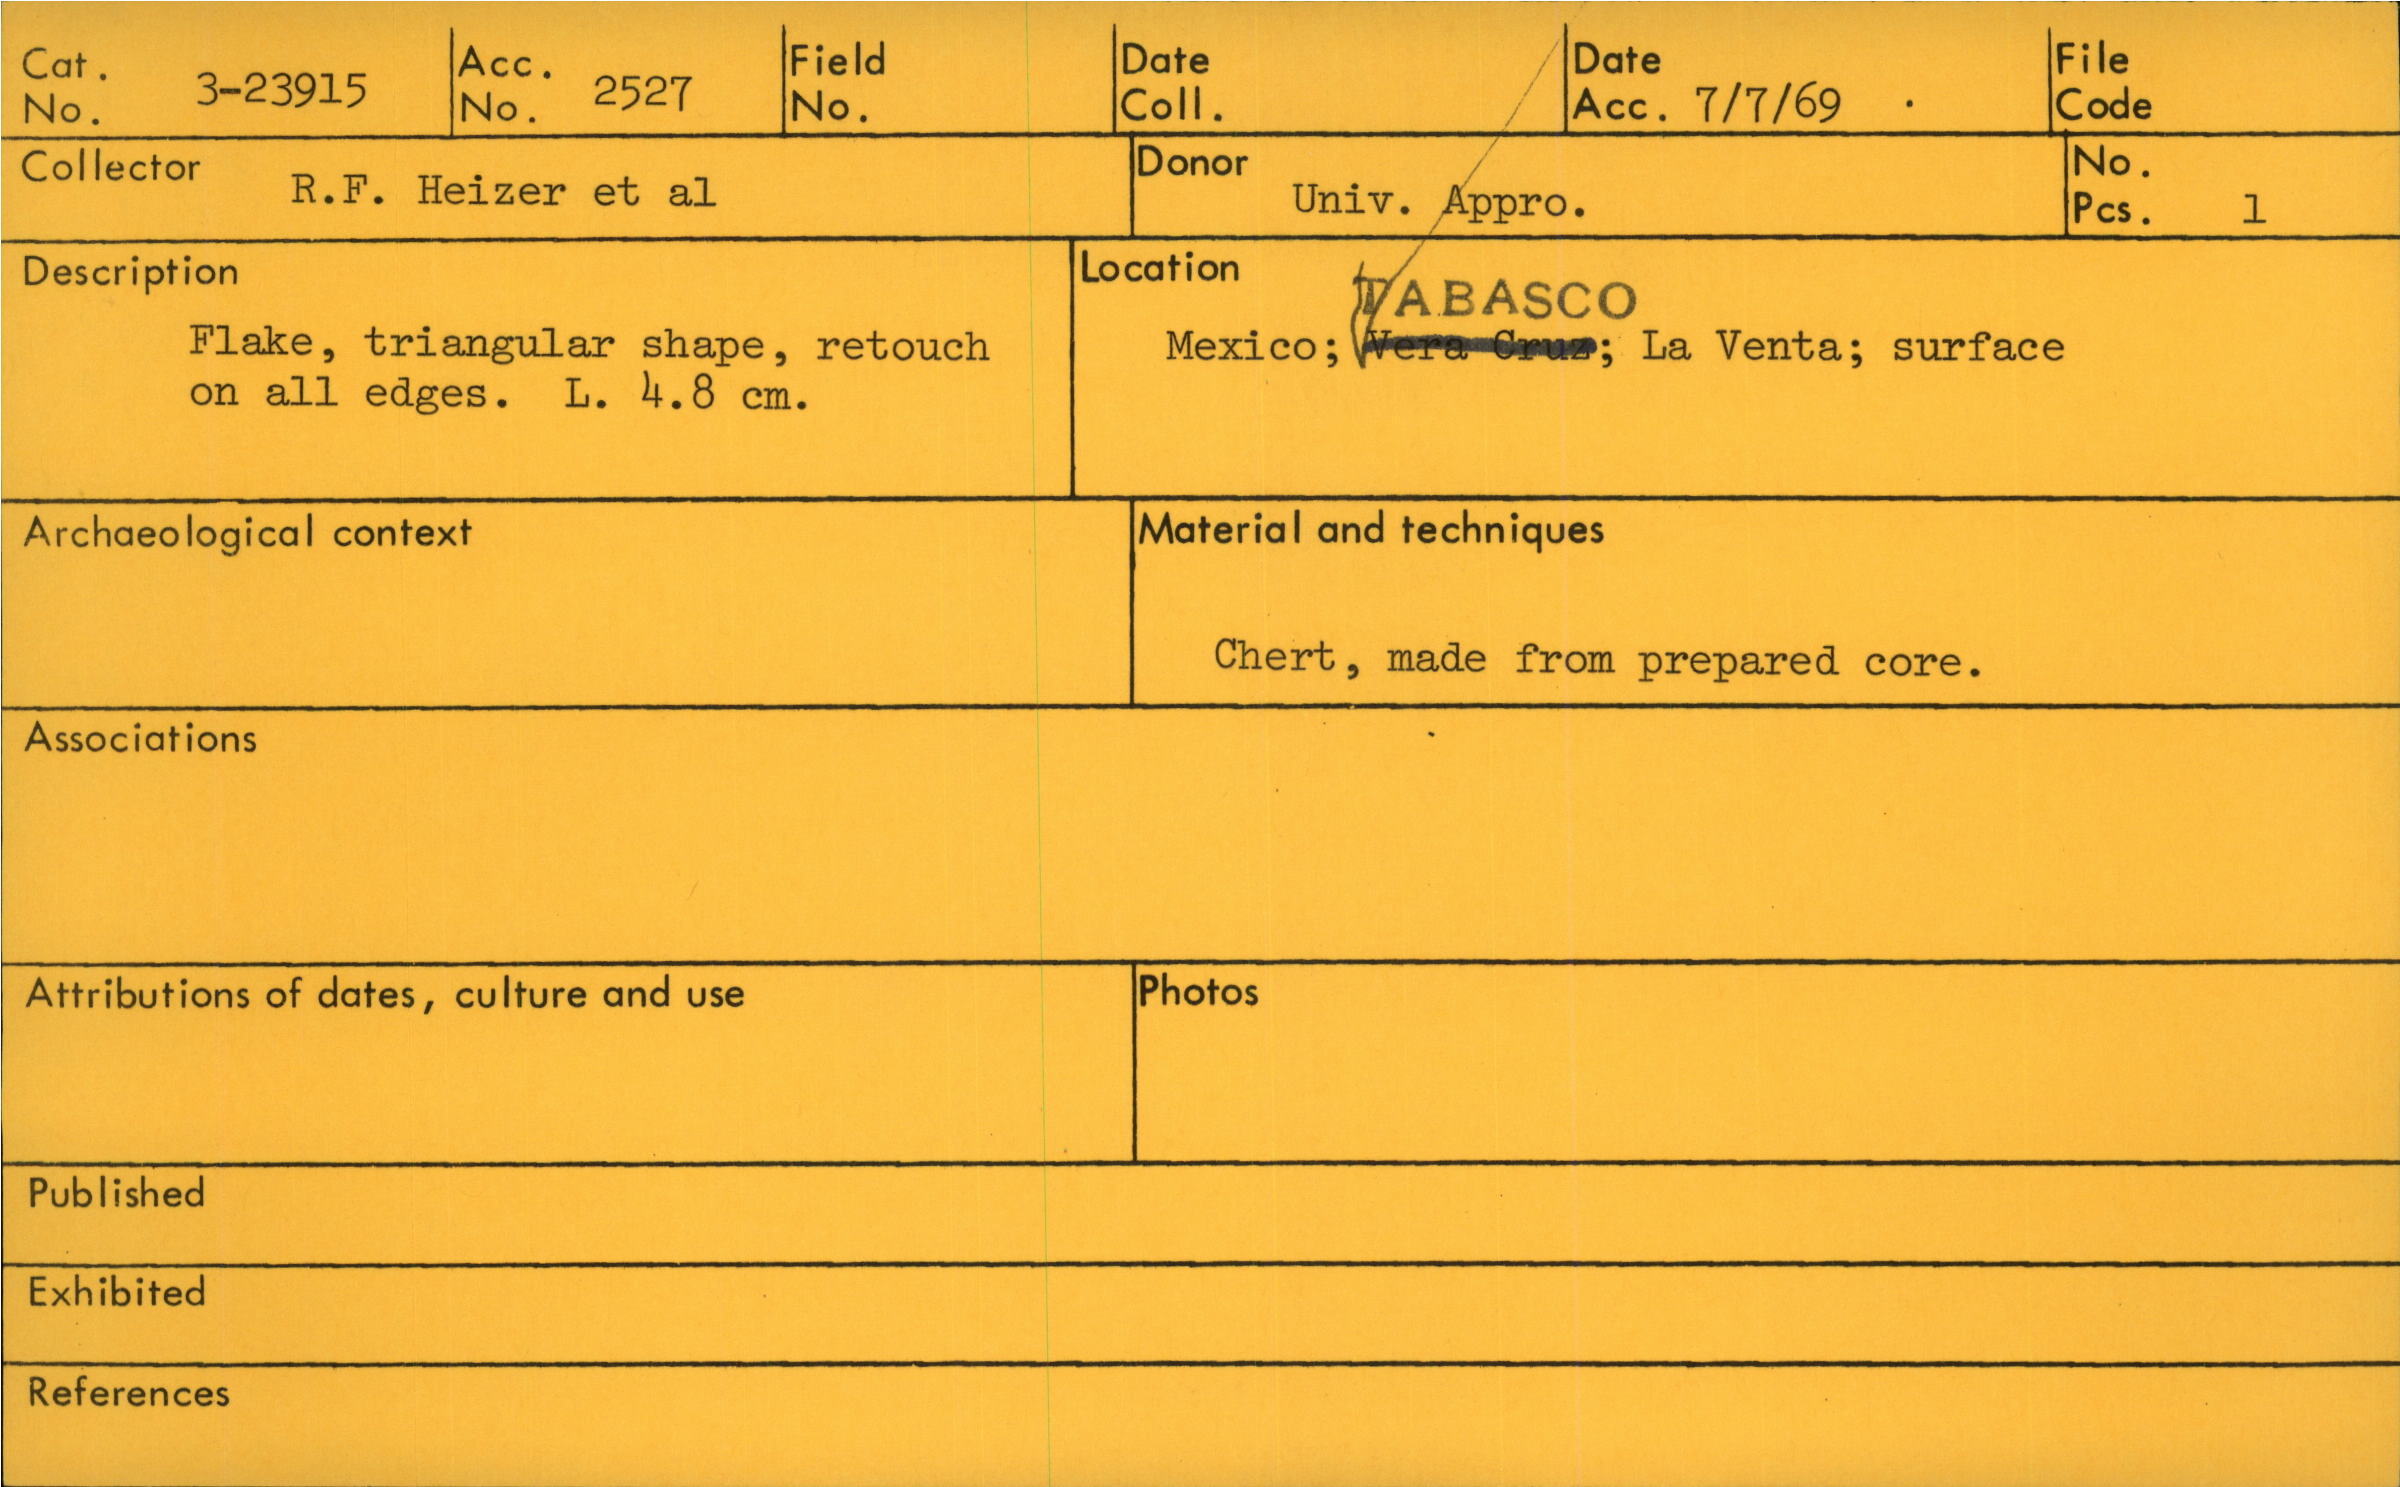 Cat. No. 3-23915
Acc. No. 2527
Field No.
Date Coll.
Date Acc. 7/7/69
File Code
Collector R.F. Heizer et al
Donor Univ. Appro.
No. Pcs. 1
Description
Flake, triangular shape, retouch
on all edges. L. 4.8 cm.
Location
TABASCO
Mexico; Vera Cruz; La Venta; surface
Archaeological context
Material and techniques
Chert, made from prepared core.
Associations
Attributions of dates, culture and use
Photos
Published
Exhibited
References